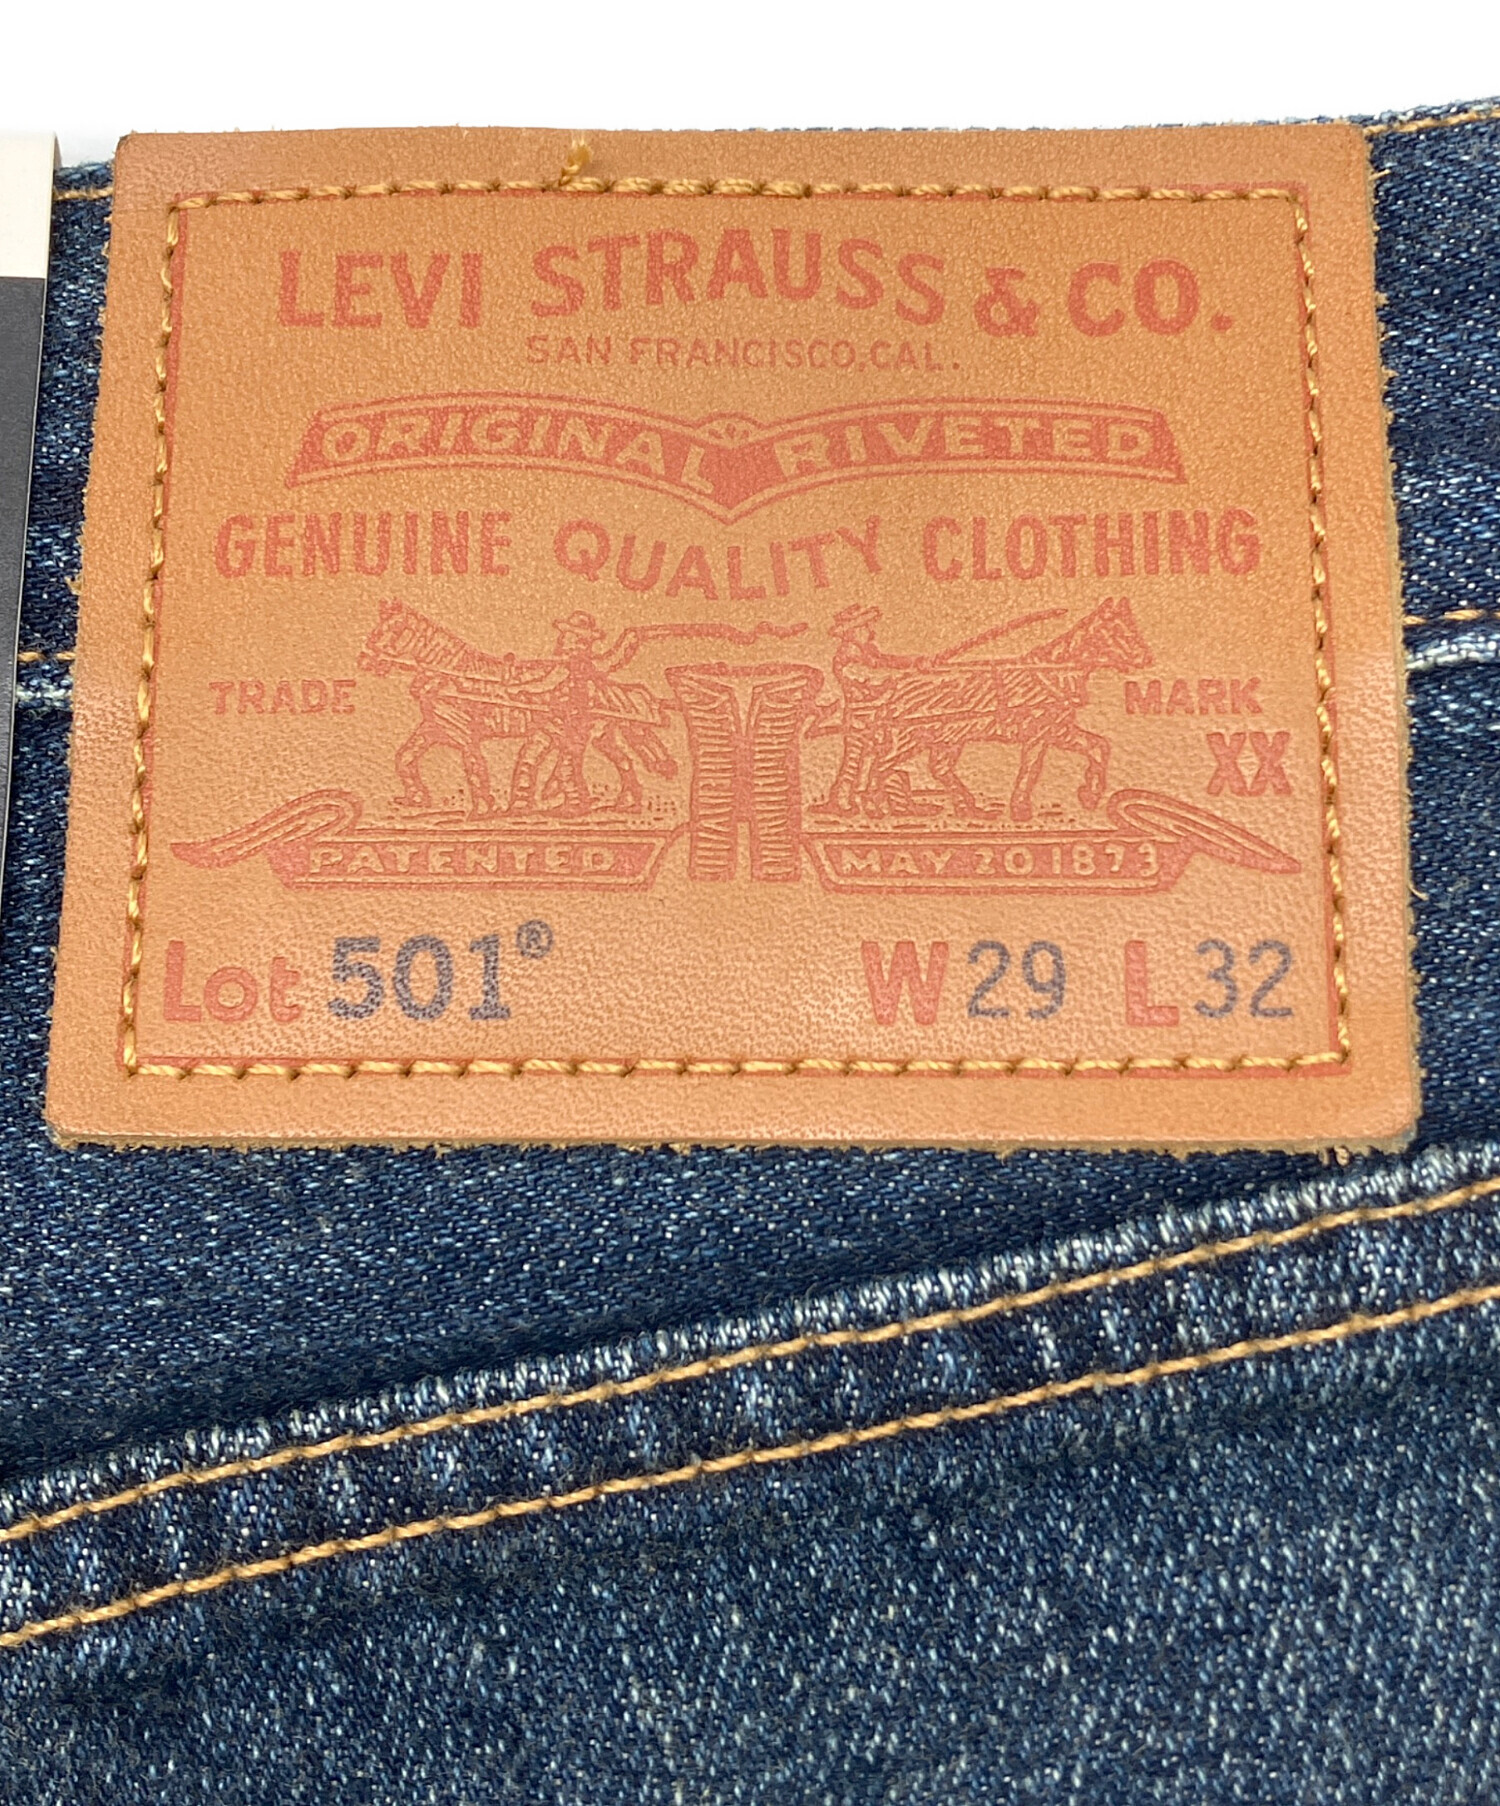 LEVI STRAUSS & CO.
SAN FRANCISCO, CAL.
ORIGINAL RIVETED
GENUINE QUALITY CLOTHING
TRADE MARK
XX
PATENTED MAY 20 1873
Lot 501® W29 L32